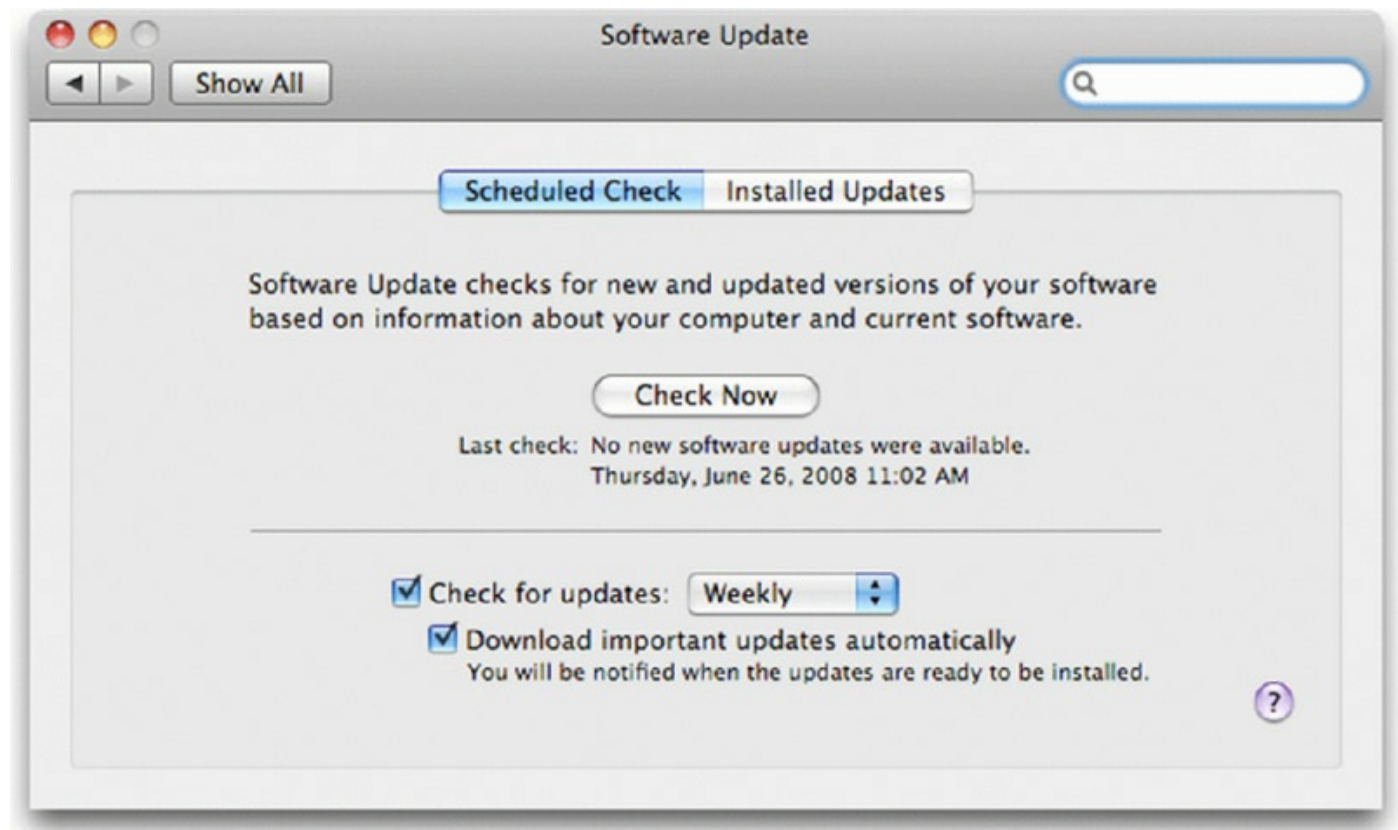 Software Update
Show All
Scheduled Check Installed Updates
Software Update checks for new and updated versions of your software
based on information about your computer and current software.
Check Now
Last check: No new software updates were available.
Thursday, June 26, 2008 11:02 AM
Check for updates: Weekly
Download important updates automatically
You will be notified when the updates are ready to be installed.
?